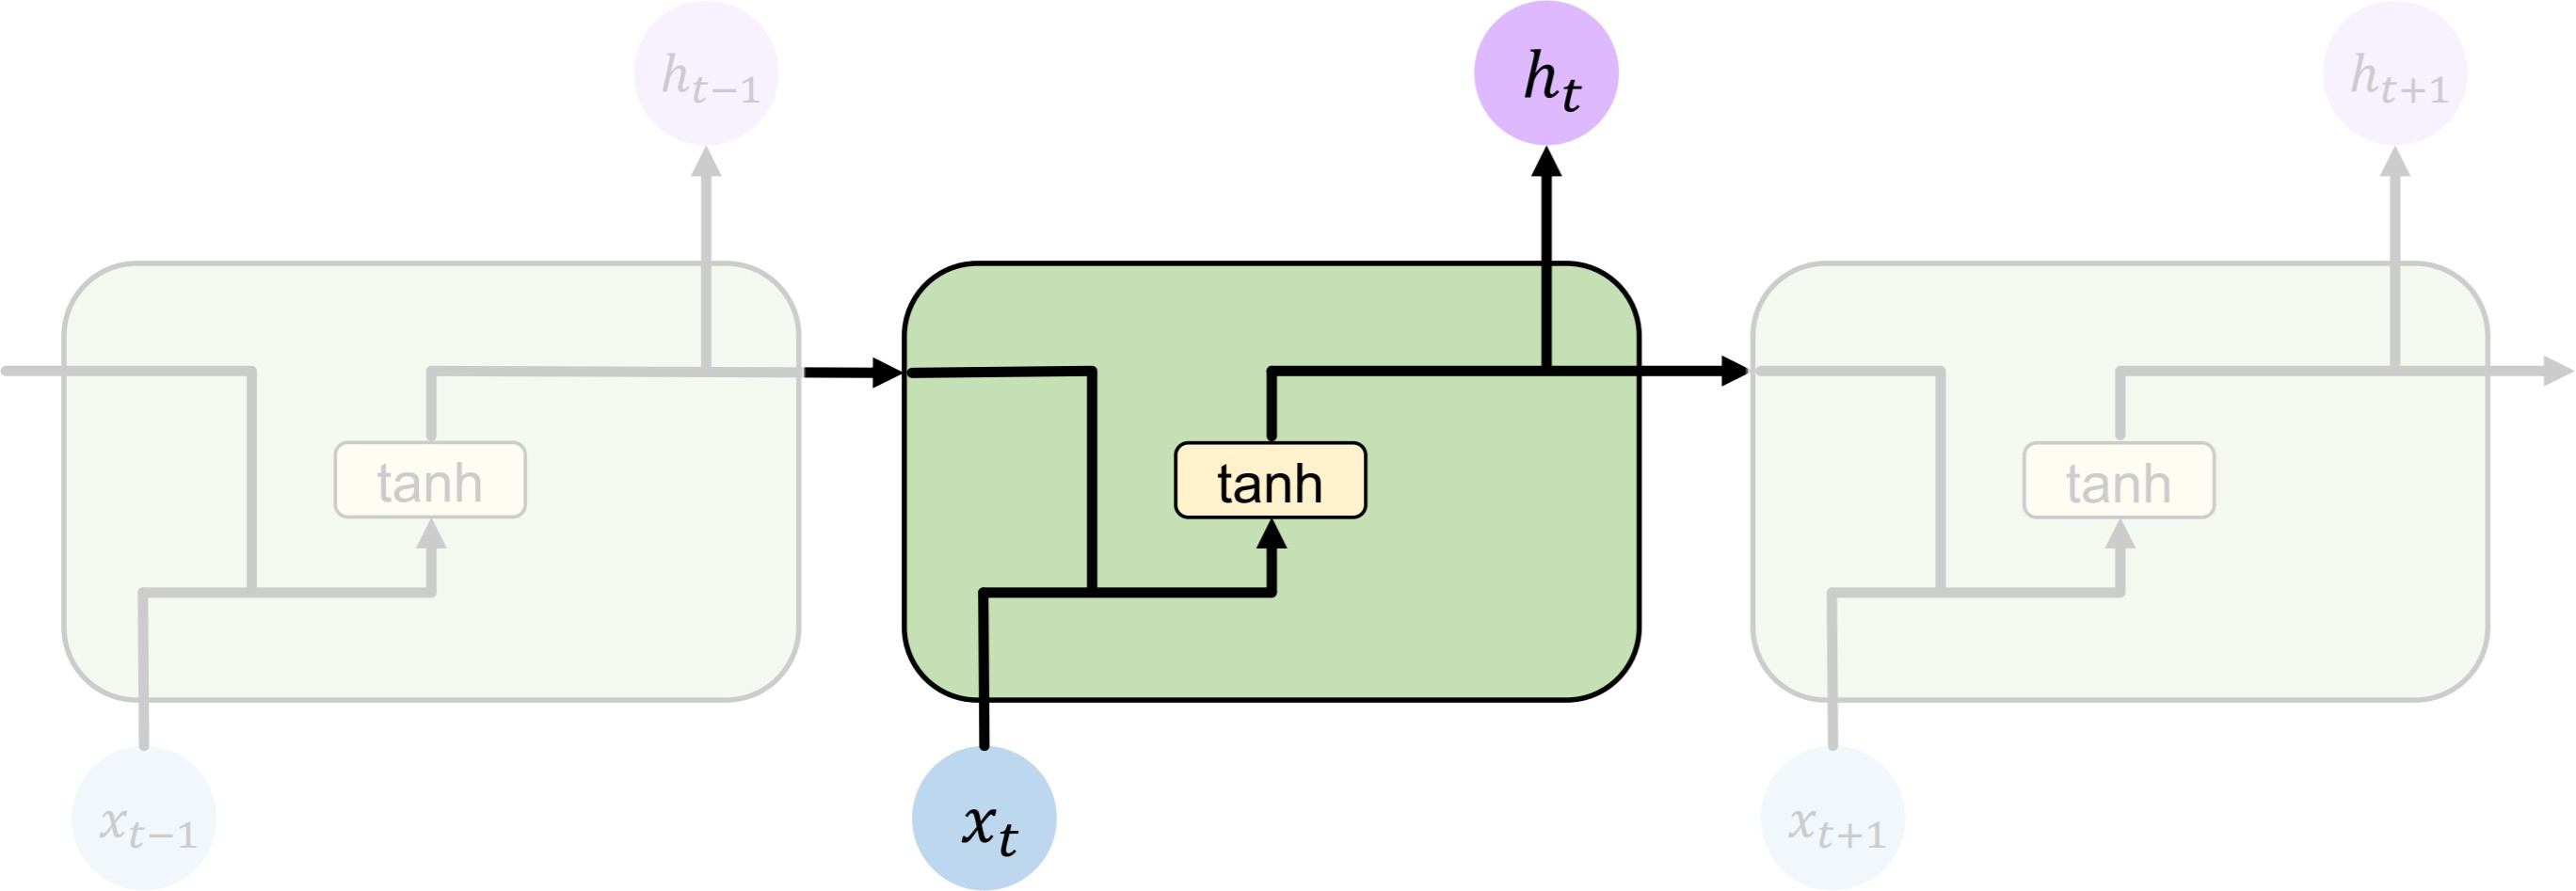 h_{t-1} h_t h_{t+1}
tanh tanh tanh
x_{t-1} x_t x_{t+1}